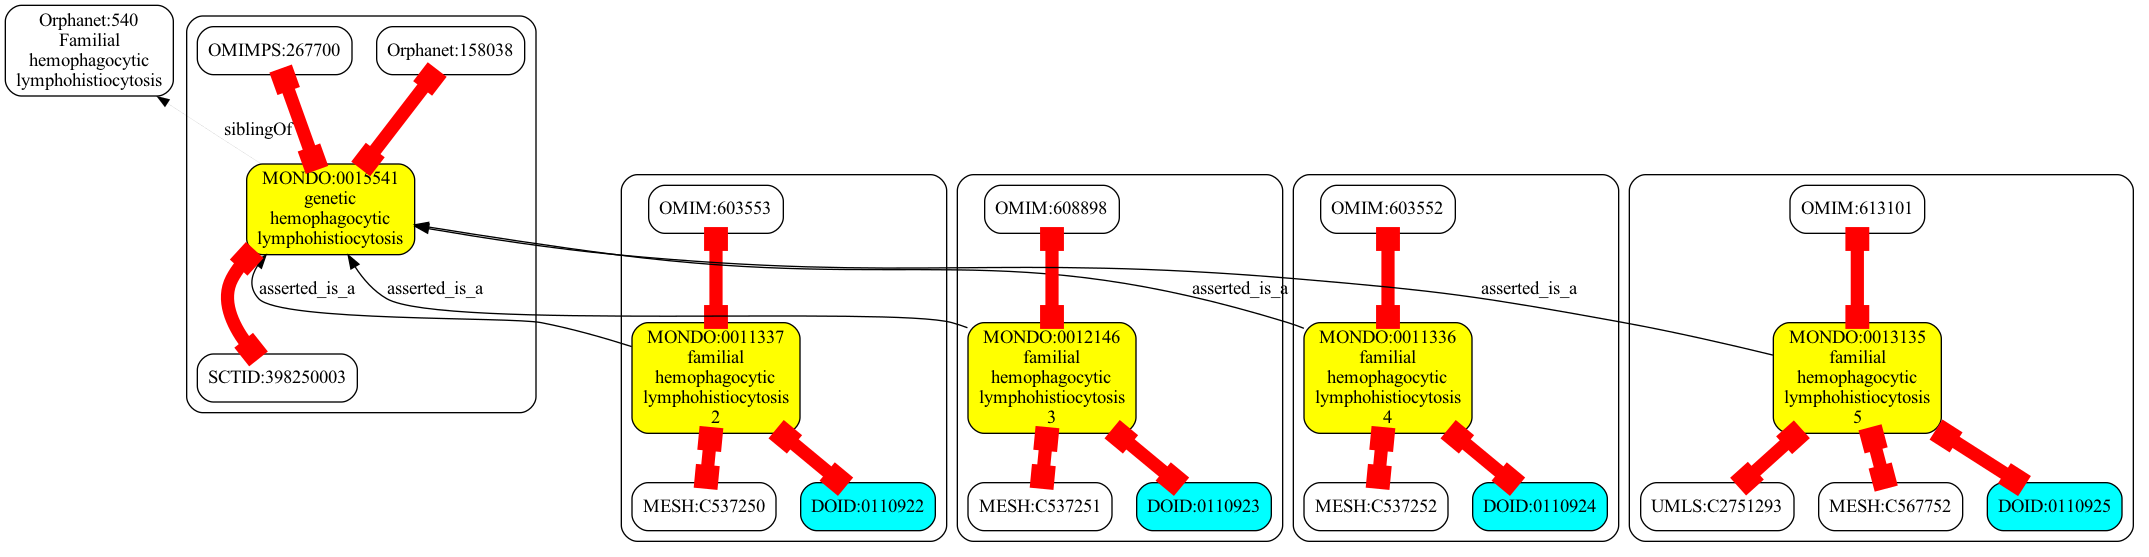 Orphanet:540
Familial
hemophagocytic
lymphohistiocytosis
OMIMPS:267700
Orphanet:158038
siblingOf
MONDO:0015541
genetic
hemophagocytic
lymphohistiocytosis
SCTID:398250003
asserted_is_a
asserted_is_a
asserted_is_a
asserted_is_a
OMIM:603553
MONDO:0011337
familial
hemophagocytic
lymphohistiocytosis
2
MESH:C537250
DOID:0110922
OMIM:608898
MONDO:0012146
familial
hemophagocytic
lymphohistiocytosis
3
MESH:C537251
DOID:0110923
OMIM:603552
MONDO:0011336
familial
hemophagocytic
lymphohistiocytosis
4
MESH:C537252
DOID:0110924
OMIM:613101
MONDO:0013135
familial
hemophagocytic
lymphohistiocytosis
5
UMLS:C2751293
MESH:C567752
DOID:0110925